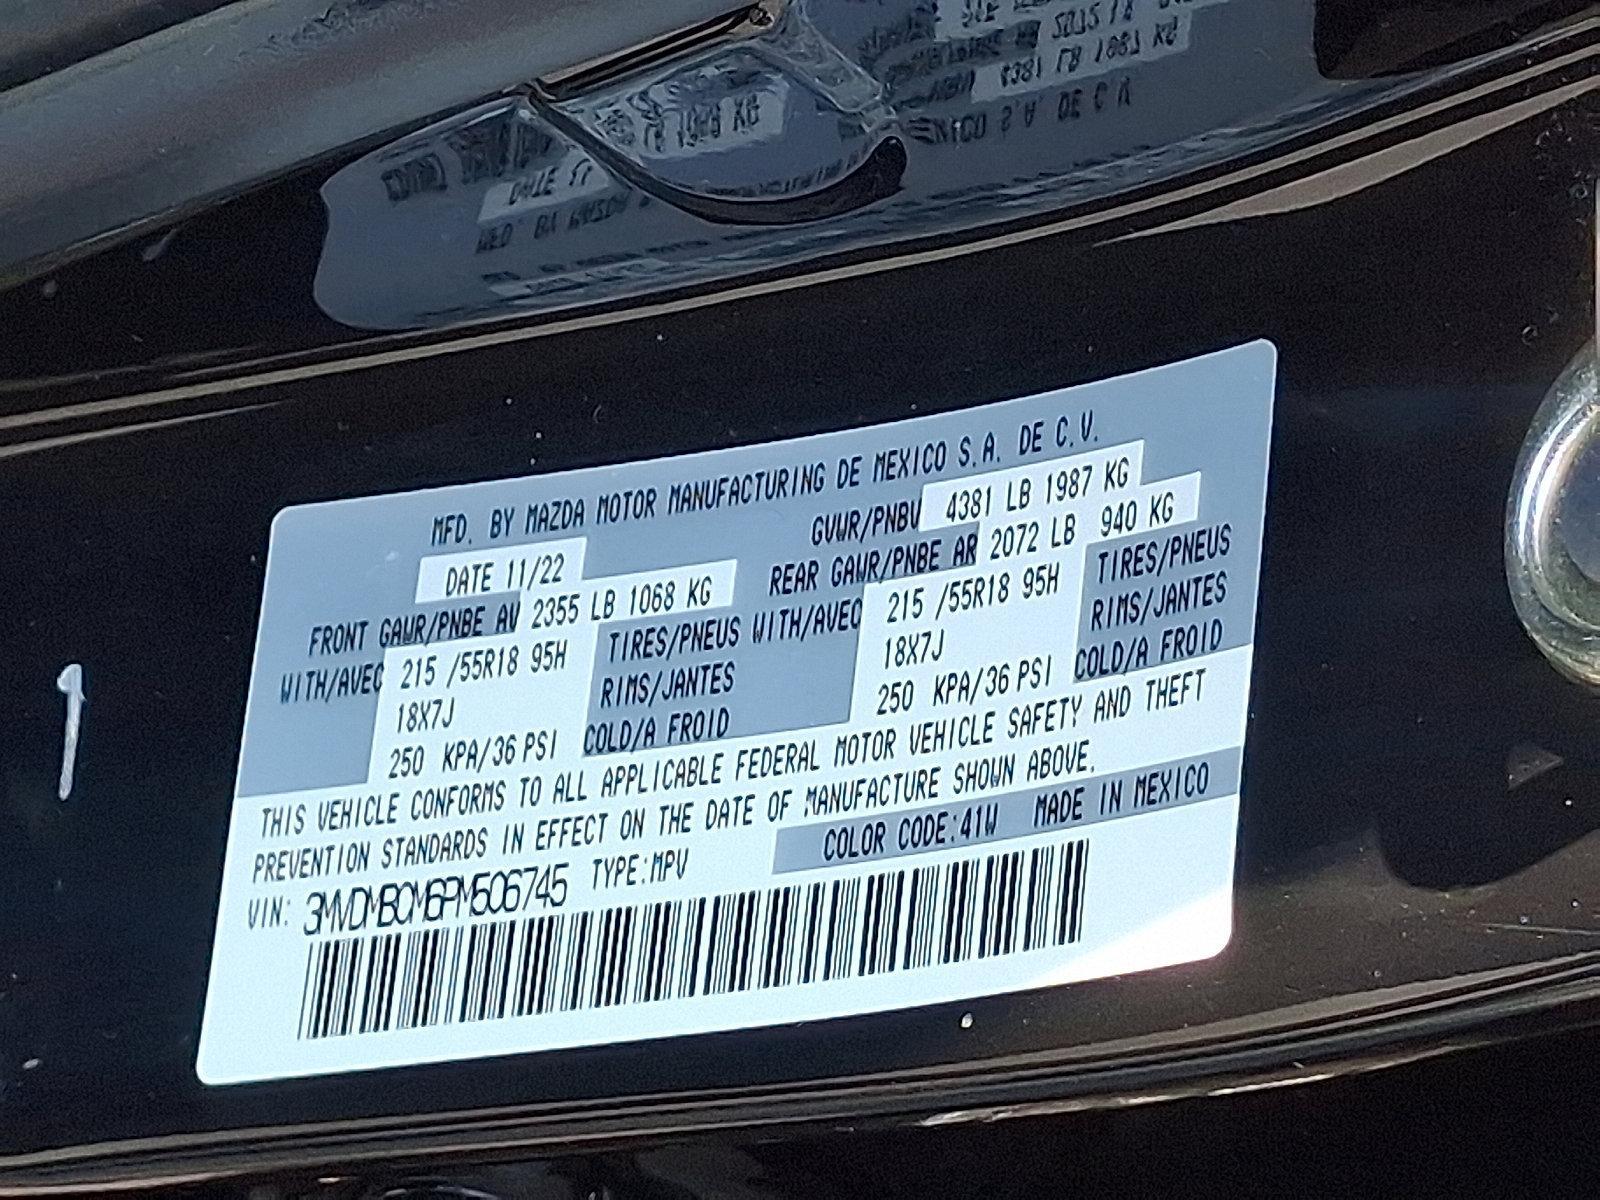 MFD. BY MAZDA MOTOR MANUFACTURING DE MEXICO S.A. DE C.V.
DATE 11/22 GVWR/PNBV 4381 LB 1987 KG
FRONT GAWR/PNBE AV 2355 LB 1068 KG REAR GAWR/PNBE AR 2072 LB 940 KG
WITH/AVEC 215 /55R18 95H TIRES/PNEUS WITH/AVEC 215 /55R18 95H TIRES/PNEUS
18X7J RIMS/JANTES 18X7J RIMS/JANTES
250 KPA/36 PSI COLD/A FROID 250 KPA/36 PSI COLD/A FROID
THIS VEHICLE CONFORMS TO ALL APPLICABLE FEDERAL MOTOR VEHICLE SAFETY AND THEFT
PREVENTION STANDARDS IN EFFECT ON THE DATE OF MANUFACTURE SHOWN ABOVE.
VIN: 3MVDMBCM6PM506745 TYPE:MPV COLOR CODE:41W MADE IN MEXICO